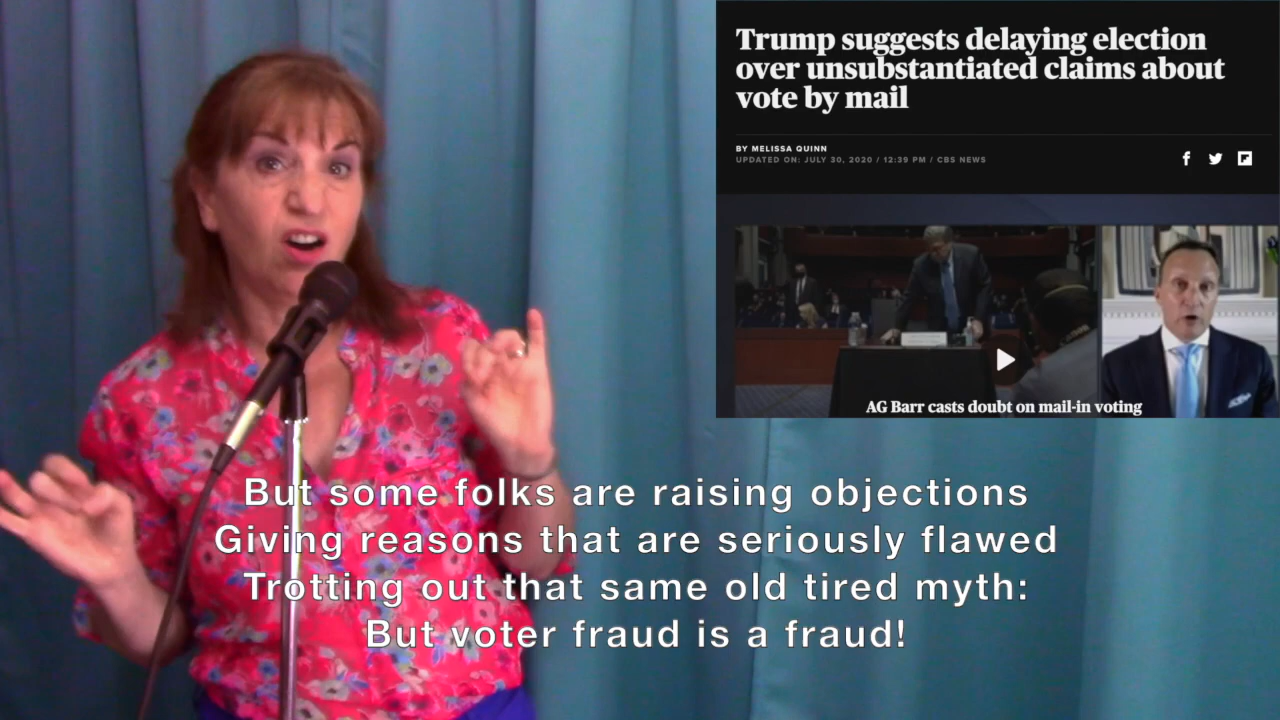 Trump suggests delaying election
over unsubstantiated claims about
vote by mail
BY MELISSA QUINN
UPDATED ON: JULY 30, 2020 / 12:39 PM / CBS NEWS
AG Barr casts doubt on mail-in voting
But some folks are raising objections
Giving reasons that are seriously flawed
Trotting out that same old tired myth:
But voter fraud is a fraud!